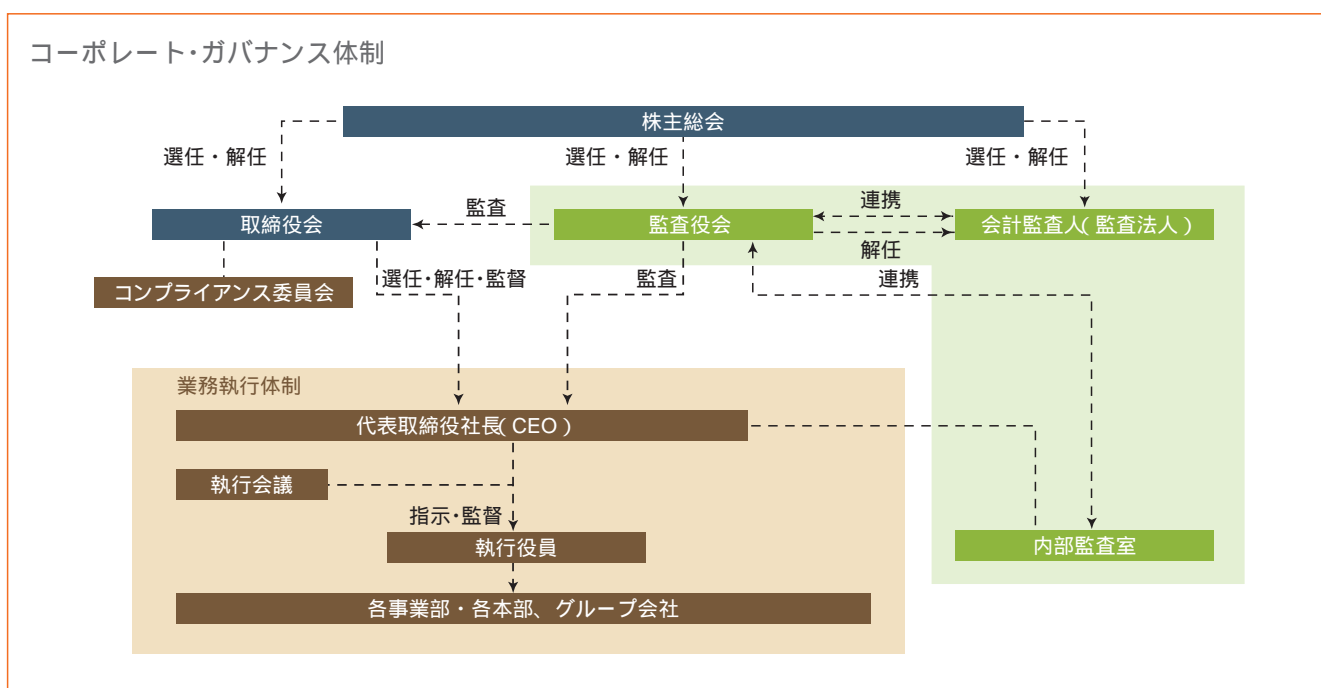 コーポレート・ガバナンス体制
株主総会
選任・解任
選任・解任
選任・解任
取締役会
監査
監査役会
連携
解任
会計監査人(監査法人)
コンプライアンス委員会
選任・解任・監督
監査
連携
業務執行体制
代表取締役社長(CEO)
執行会議
指示・監督
執行役員
内部監査室
各事業部・各本部、グループ会社